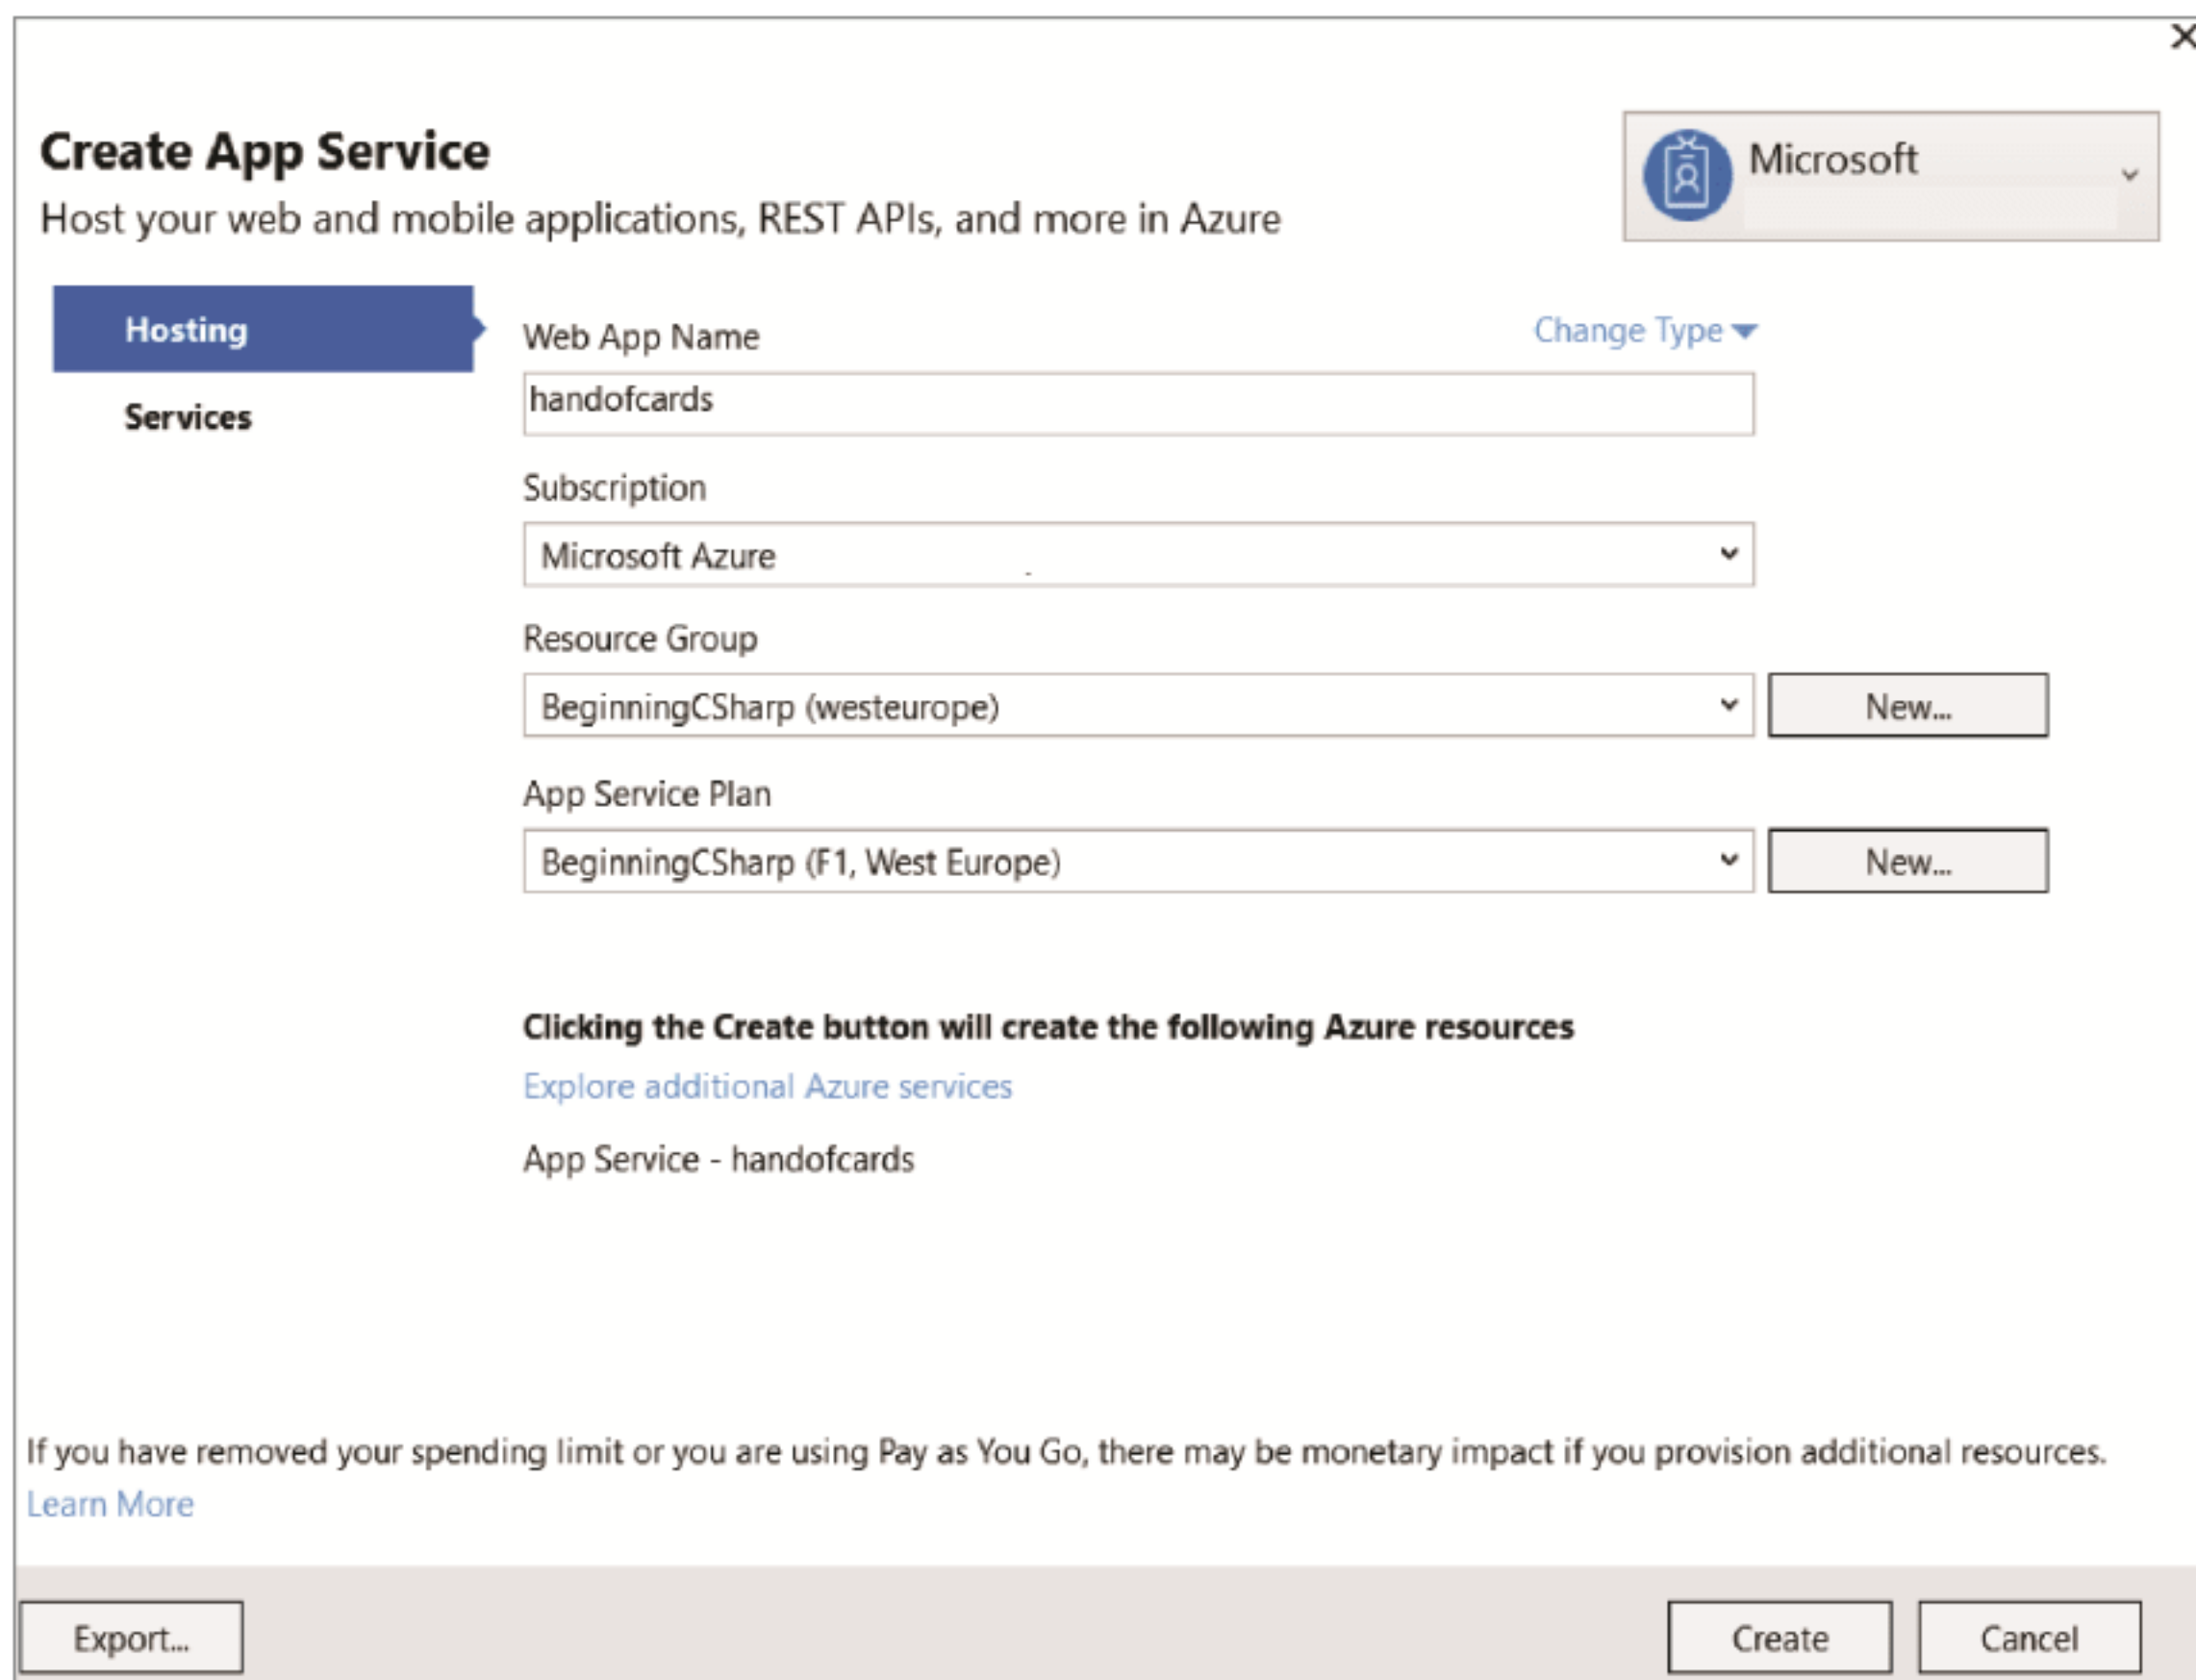 Create App Service
Microsoft
Host your web and mobile applications, REST APIs, and more in Azure
Hosting
Services
Web App Name
Change Type
handofcards
Subscription
Microsoft Azure
Resource Group
BeginningCSharp (westeurope)
New...
App Service Plan
BeginningCSharp (F1, West Europe)
New...
Clicking the Create button will create the following Azure resources
Explore additional Azure services
App Service - handofcards
If you have removed your spending limit or you are using Pay as You Go, there may be monetary impact if you provision additional resources.
Learn More
Export...
Create
Cancel